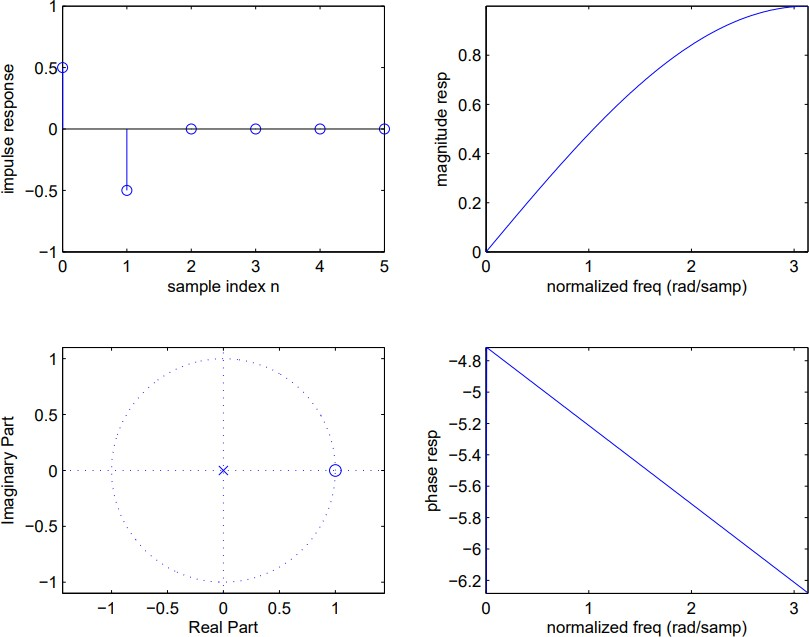 1
0.5
0
−0.5
−1
0 1 2 3 4 5
impulse response
sample index n
0.8
0.6
0.4
0.2
0
0 1 2 3
magnitude resp
normalized freq (rad/samp)
1
0.5
0
−0.5
−1
−1 −0.5 0 0.5 1
Imaginary Part
Real Part
−4.8
−5
−5.2
−5.4
−5.6
−5.8
−6
−6.2
0 1 2 3
phase resp
normalized freq (rad/samp)